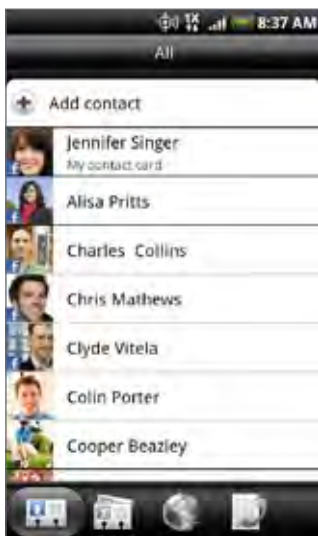 1X 8:37 AM
All
Add contact
Jennifer Singer
My contact card
Alisa Pritts
Charles Collins
Chris Mathews
Clyde Vitela
Colin Porter
Cooper Beazley